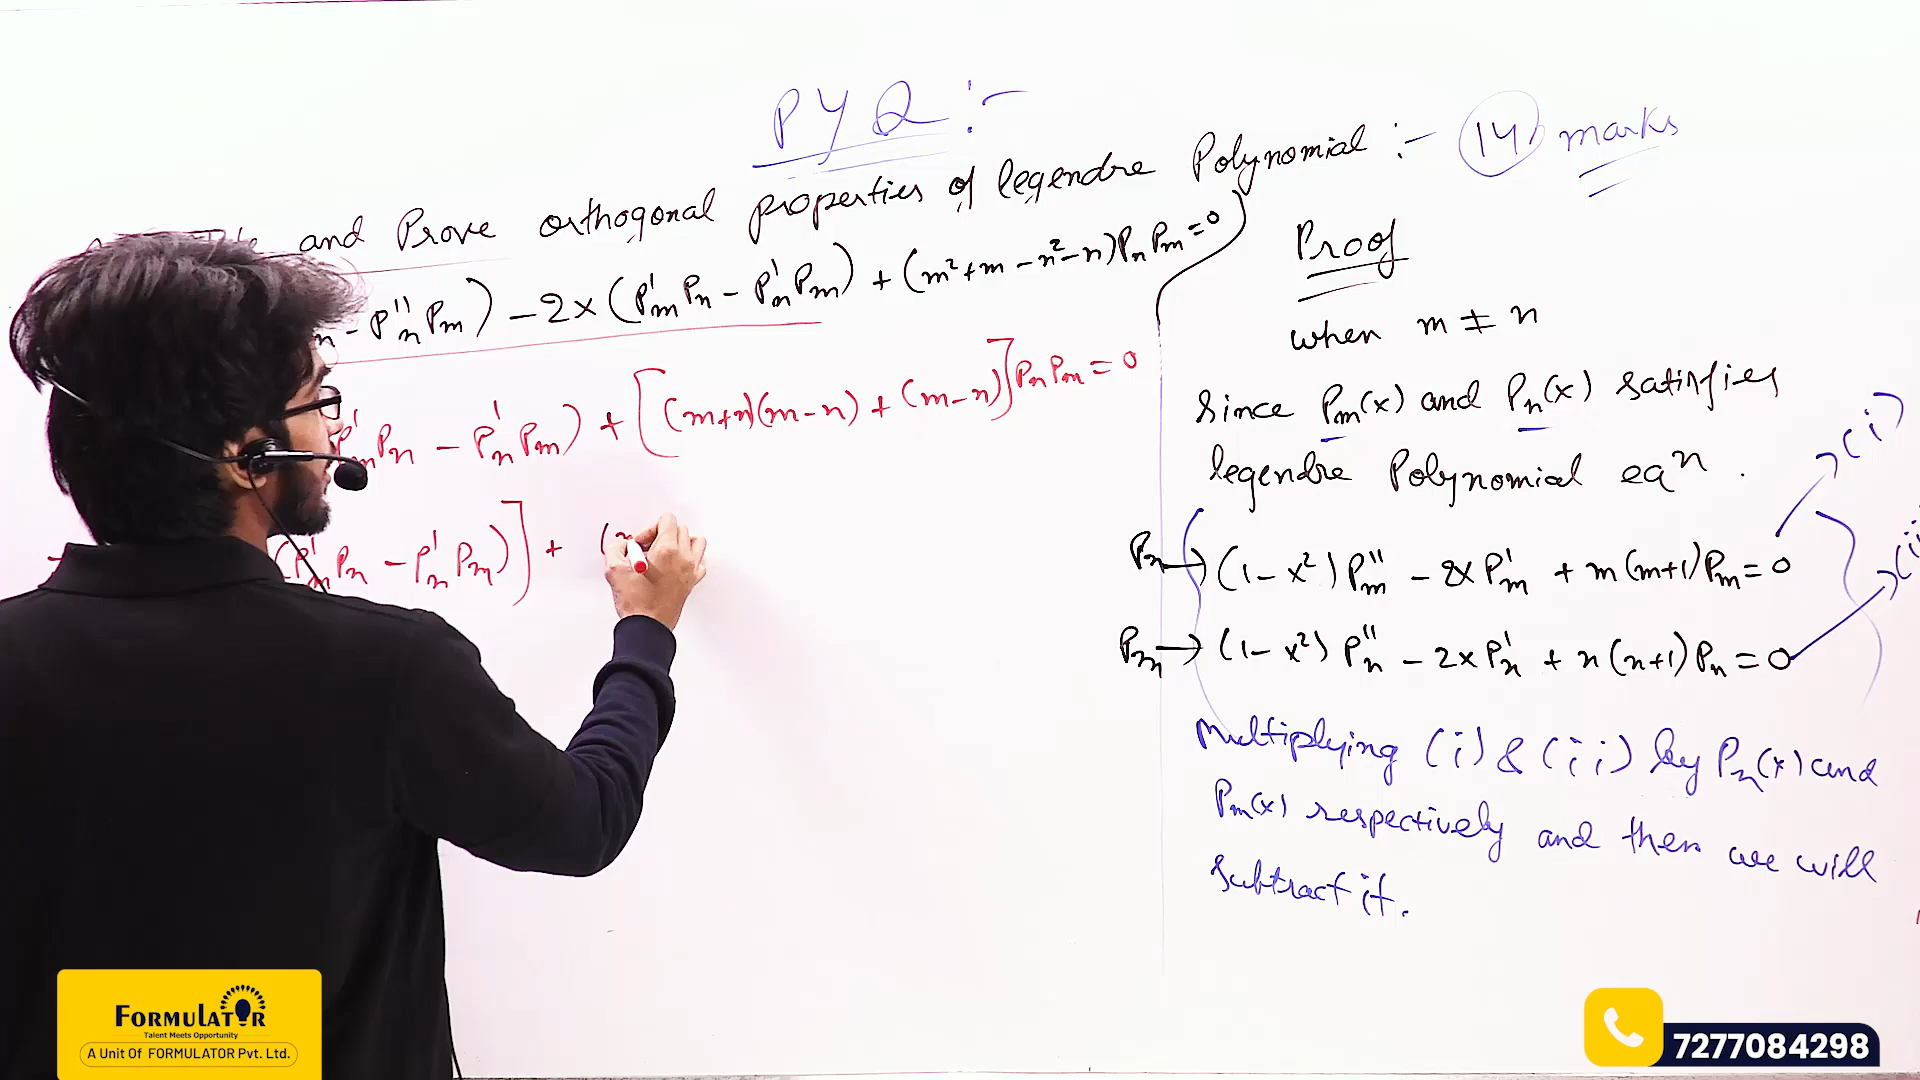 PYQ :-
and Prove orthogonal properties of legendre Polynomial :- (14) marks
- P''n Pm) - 2x (P'm Pn - P'n Pm) + (m² + m - n² - n) Pn Pm = 0
P'm Pn - P'n Pm) + [(m+n)(m-n) + (m-n)] Pn Pm = 0
(P'm Pn - P'n Pm)] + (
Proof
when m ≠ n
Since Pm(x) and Pn(x) satisfies
legendre Polynomial eqn .
Pn → (1 - x²) P''m - 2x P'm + m(m+1) Pm = 0 → (i)
Pm → (1 - x²) P''n - 2x P'n + n(n+1) Pn = 0
Multiplying (i) & (ii) by Pn(x) and
Pm(x) respectively and then we will
subtract it.
FORMULATOR
Talent Meets Opportunity
A Unit Of FORMULATOR Pvt. Ltd.
7277084298